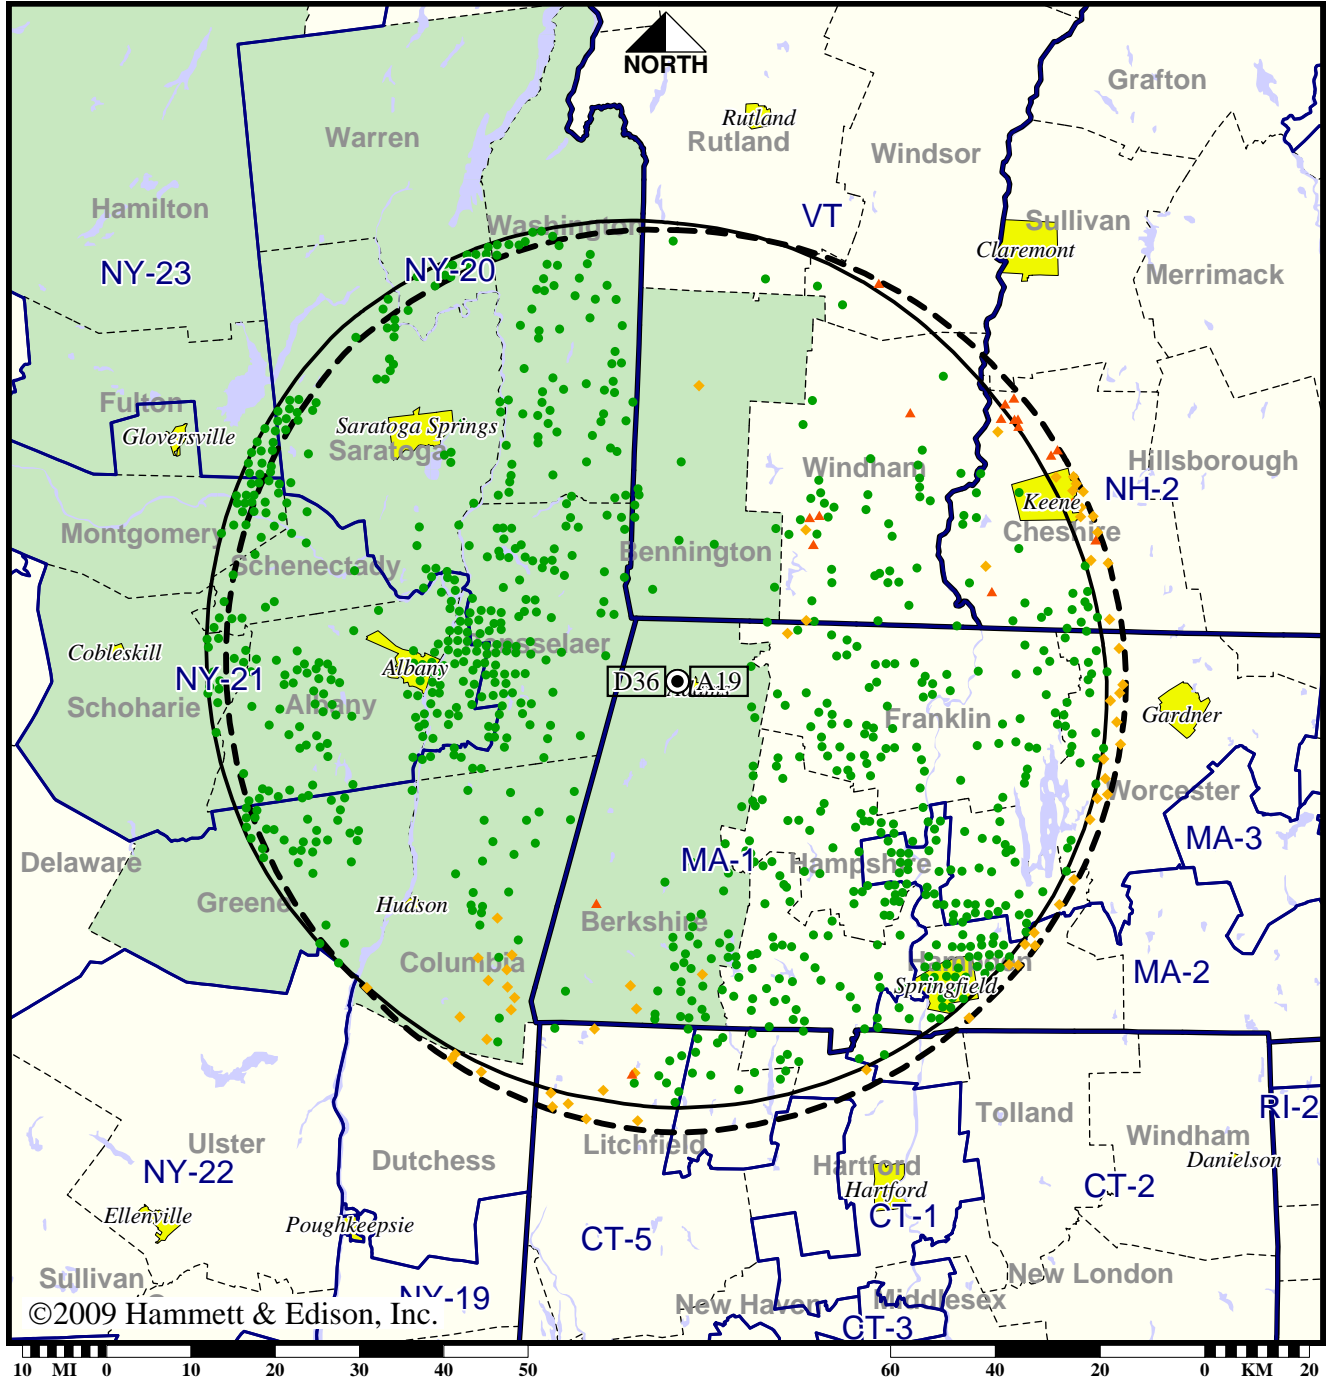 NORTH
Grafton
Rutland
Rutland
Warren
Windsor
Hamilton
VT
Sullivan
Washington
Claremont
NY-23
NY-20
Merrimack
Fulton
Gloversville
Saratoga Springs
Saratoga
Windham
Hillsborough
NH-2
Keene
Montgomery
Cheshire
Bennington
Schenectady
Rensselaer
Cobleskill
Albany
NY-21
D36
A19
Schoharie
Albany
Franklin
Gardner
Worcester
MA-3
Delaware
MA-1
Hampshire
Greene
Hudson
Berkshire
Columbia
Hampden
MA-2
Springfield
RI-2
Tolland
Ulster
Litchfield
Windham
Dutchess
Hartford
Danielson
NY-22
Hartford
CT-2
Ellenville
Poughkeepsie
CT-1
CT-5
Sullivan
New London
NY-19
New Haven
Middlesex
©2009 Hammett & Edison, Inc.
CT-3
10 MI 0 10 20 30 40 50
60 40 20 0 KM 20